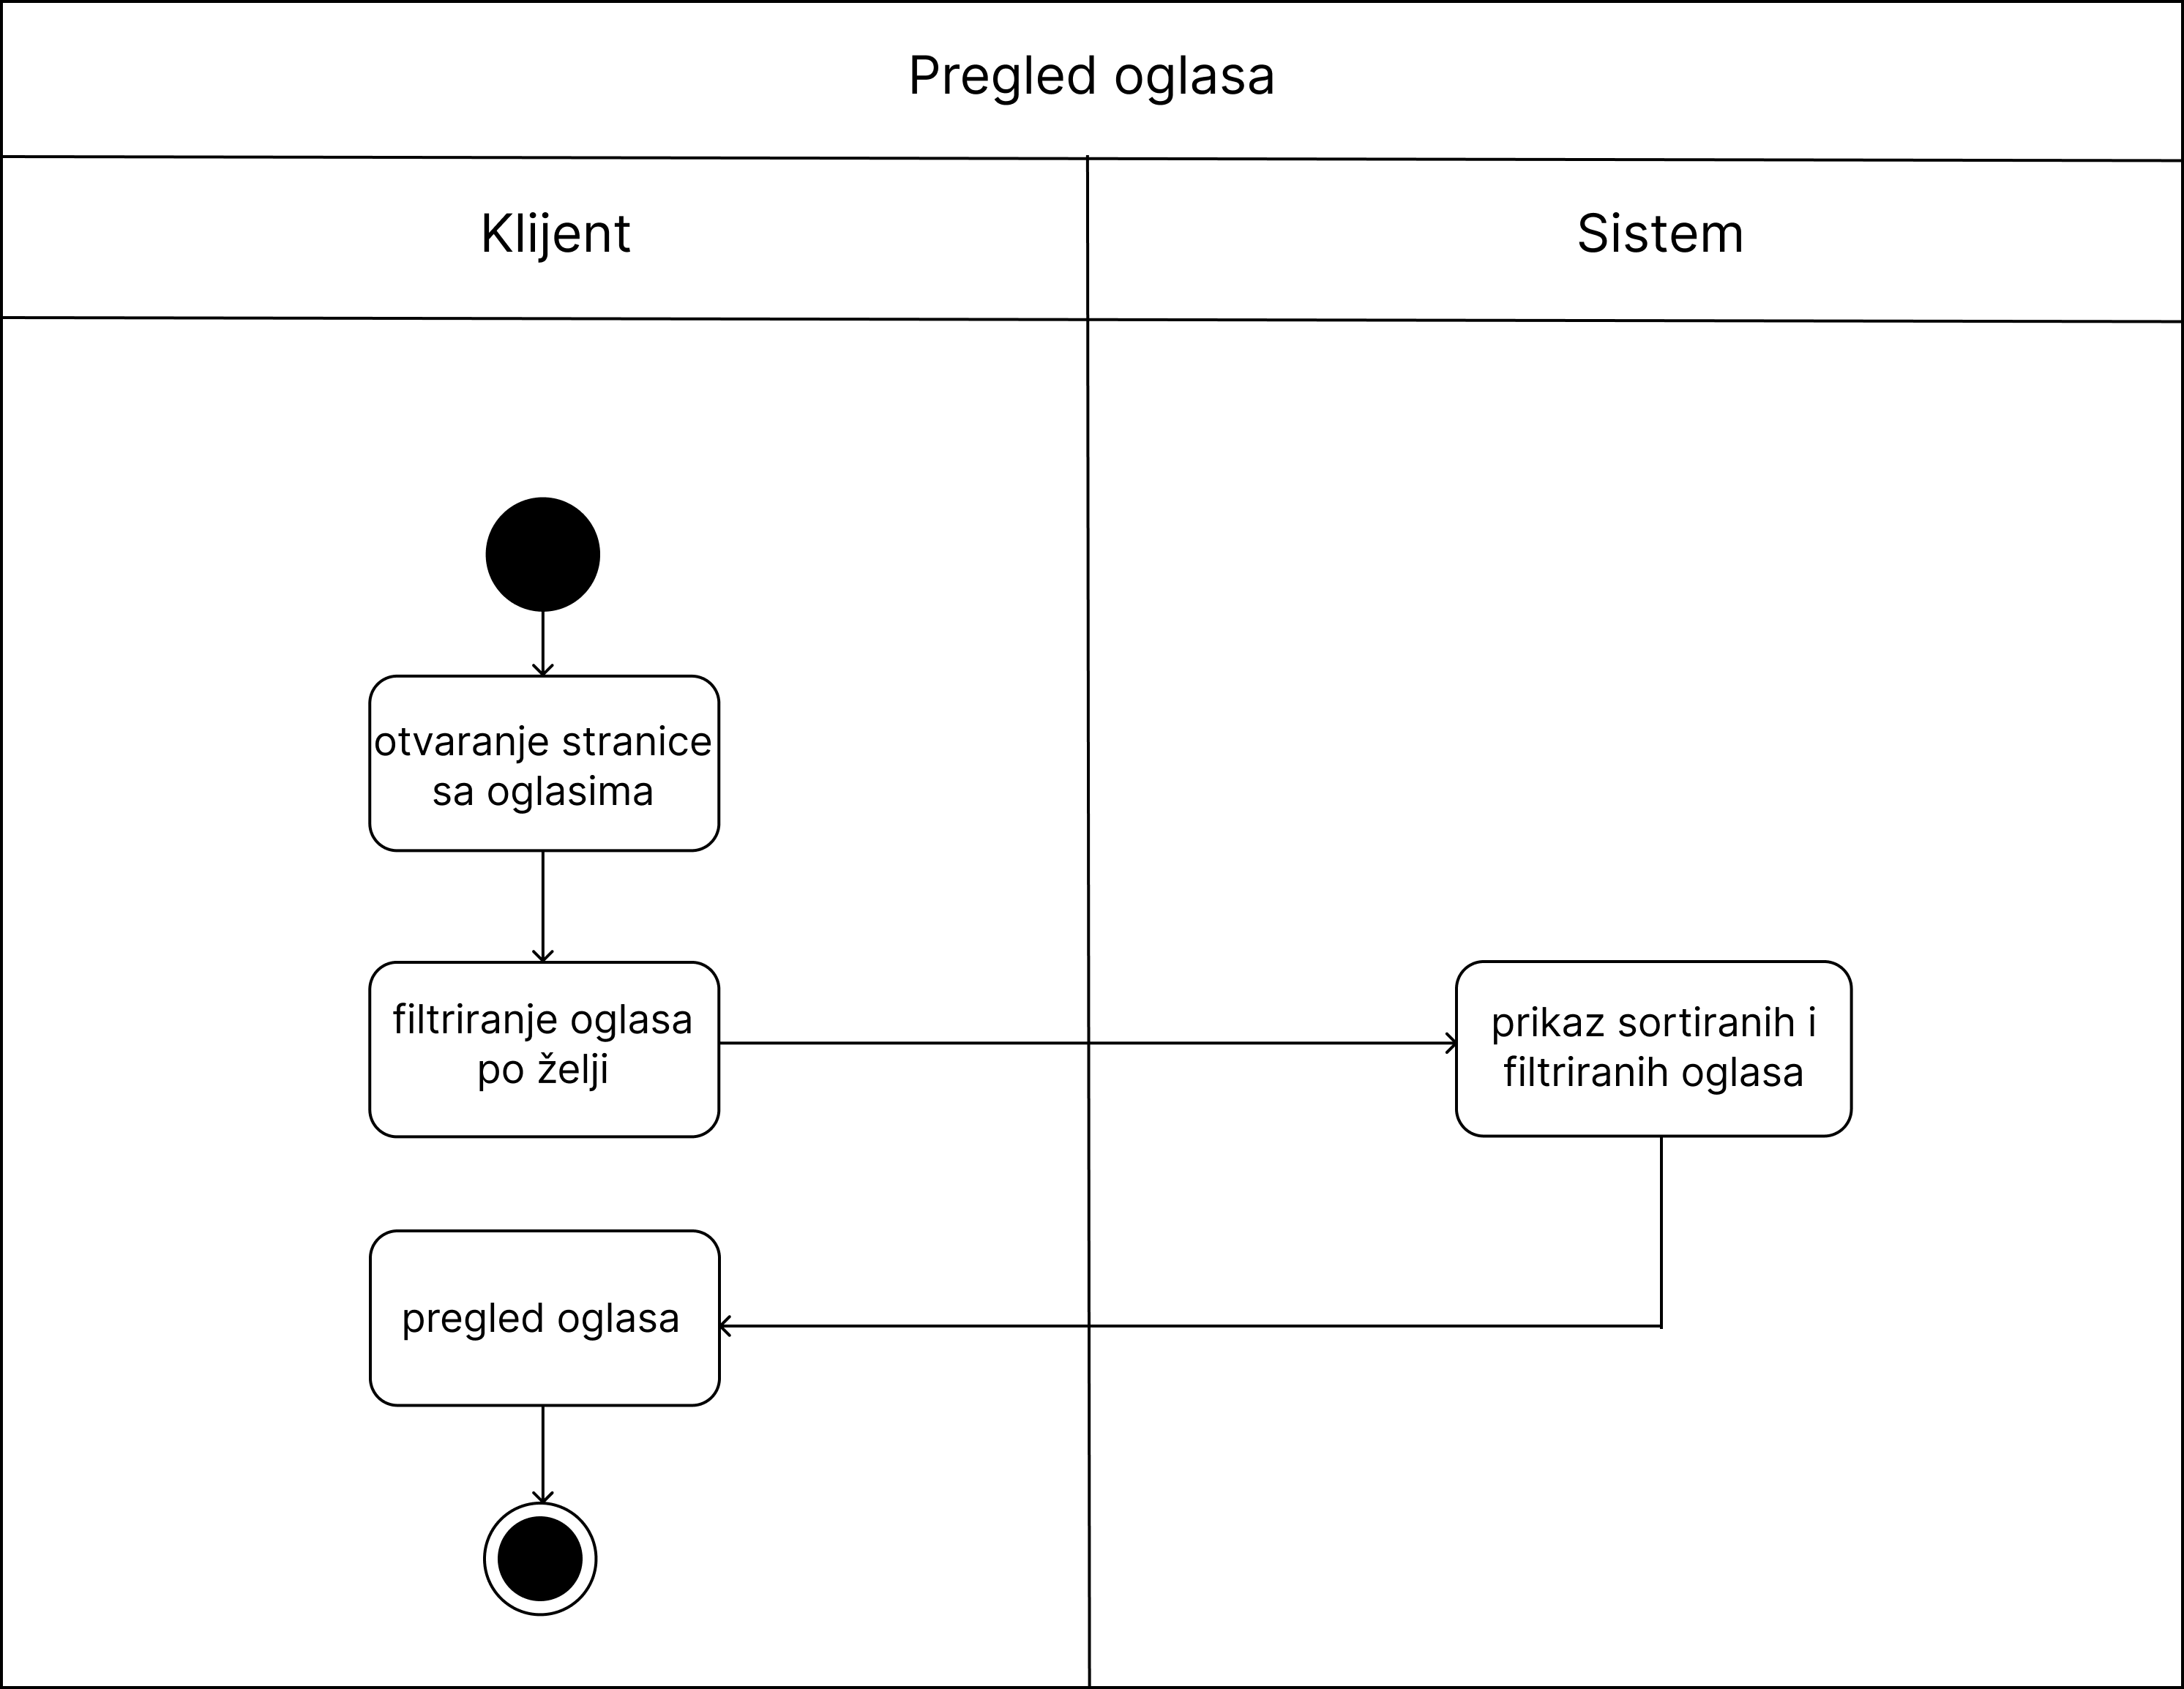 Pregled oglasa
Klijent
Sistem
otvaranje stranice
sa oglasima
filtriranje oglasa
po želji
prikaz sortiranih i
filtriranih oglasa
pregled oglasa